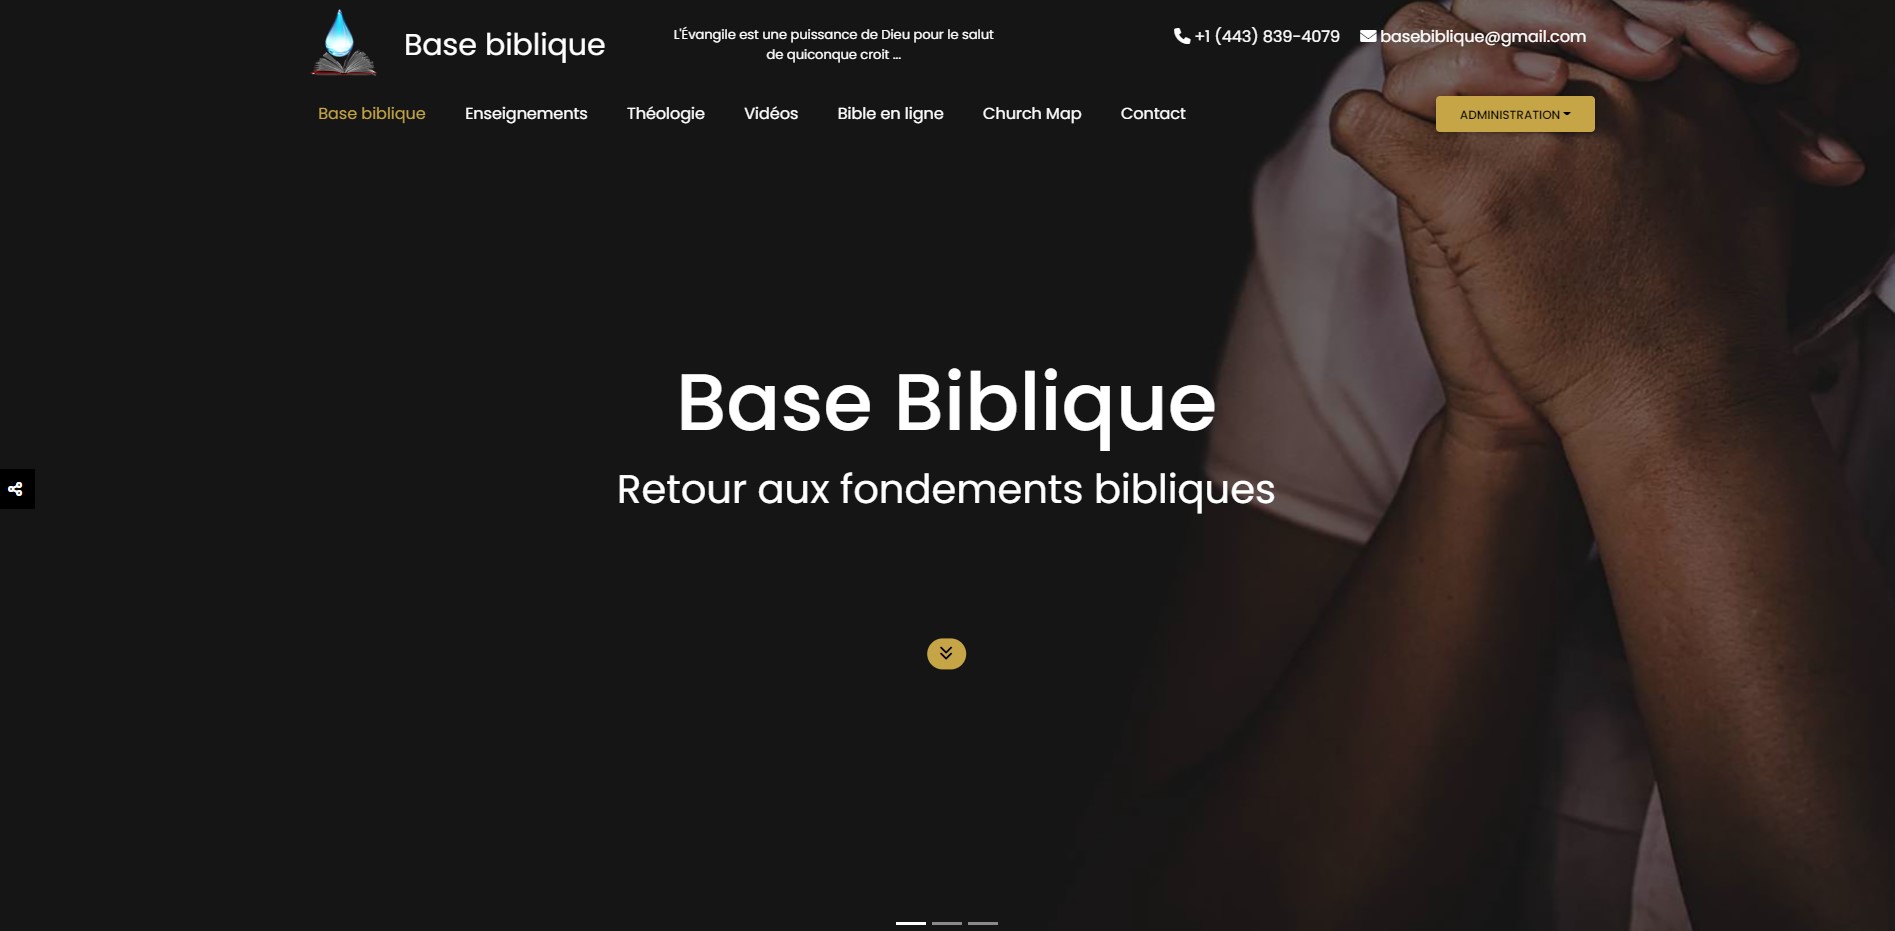 Base biblique
L'Évangile est une puissance de Dieu pour le salut
de quiconque croit ...
+1 (443) 839-4079 basebiblique@gmail.com
Base biblique Enseignements Théologie Vidéos Bible en ligne Church Map Contact
ADMINISTRATION
Base Biblique
Retour aux fondements bibliques